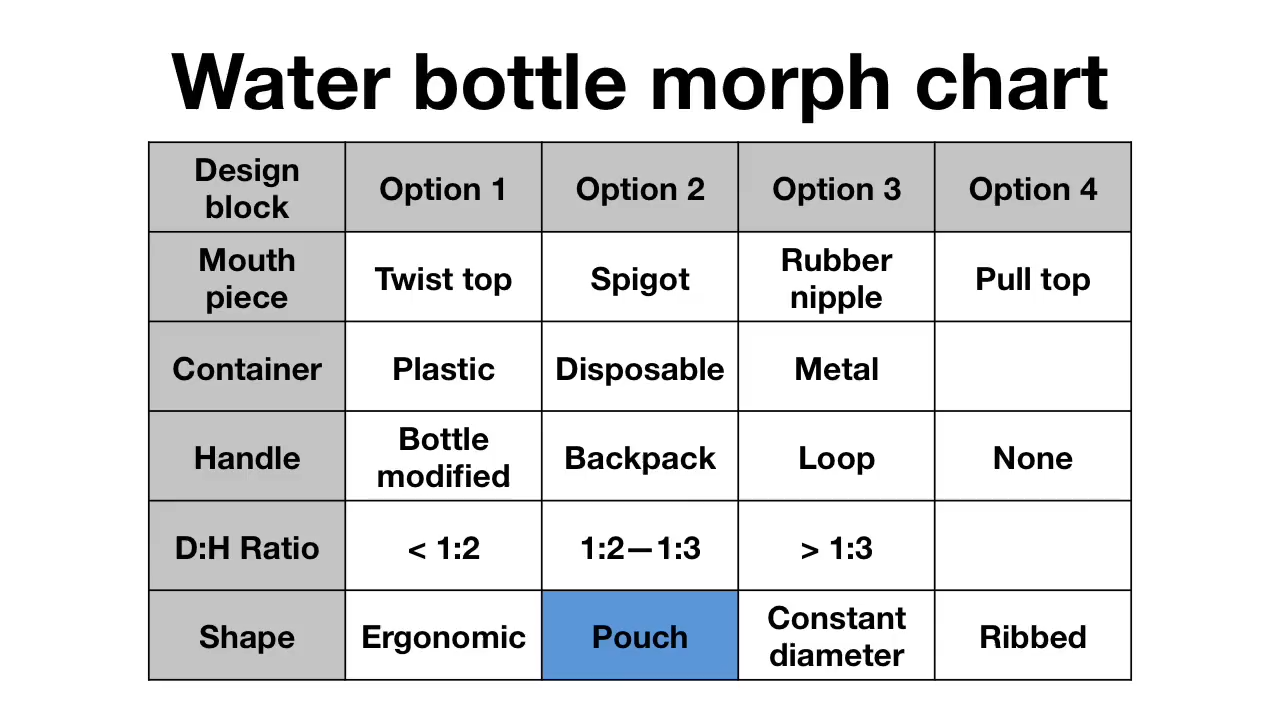 Water bottle morph chart
Design block Option 1 Option 2 Option 3 Option 4
Mouth piece Twist top Spigot Rubber nipple Pull top
Container Plastic Disposable Metal
Handle Bottle modified Backpack Loop None
D:H Ratio < 1:2 1:2—1:3 > 1:3
Shape Ergonomic Pouch Constant diameter Ribbed